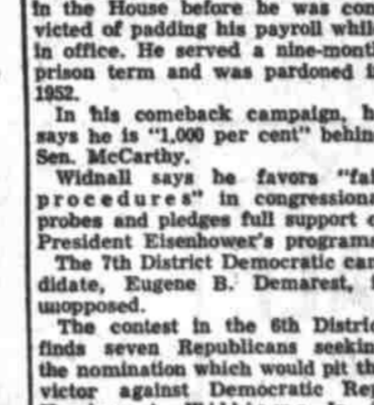 in the House before he was con
victed of padding his payroll whil
in office. He served a nine-mont
prison term and was pardoned i
1952.
In his comeback campaign, h
says he is "1,000 per cent" behin
Sen. McCarthy.
Widnall says he favors "fai
procedures" in congressiona
probes and pledges full support o
President Eisenhower's programs
The 7th District Democratic can
didate, Eugene B. Demarest, i
unopposed.
The contest in the 6th Distric
finds seven Republicans seekin
the nomination which would pit th
victor against Democratic Rep